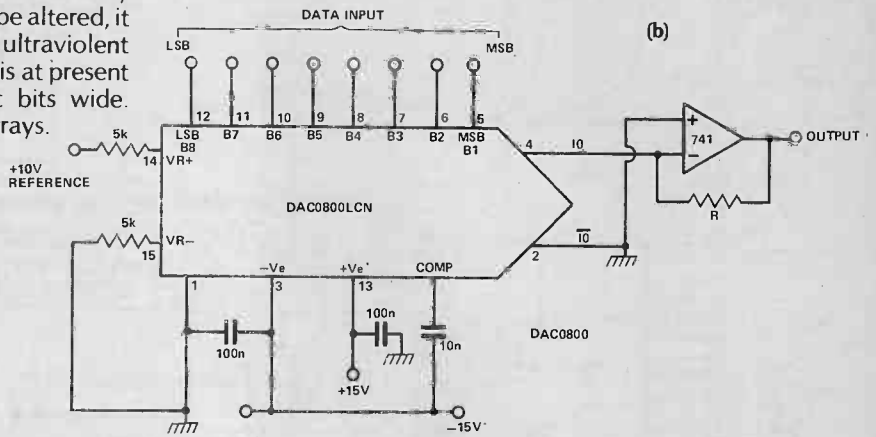 be altered, it
ultraviolent
is at present
bits wide.
rays.
DATA INPUT
(b)
LSB
MSB
12 11 10 9 8 7 6 5
LSB B7 B6 B5 B4 B3 B2 MSB
B8 B1
5k
14
VR+
+10V
REFERENCE
4
IO
+
741
−
OUTPUT
R
DAC0800LCN
5k
15
VR−
IO
2
−Ve +Ve COMP
1 3 13
100n
100n
10n
DAC0800
+15V
−15V